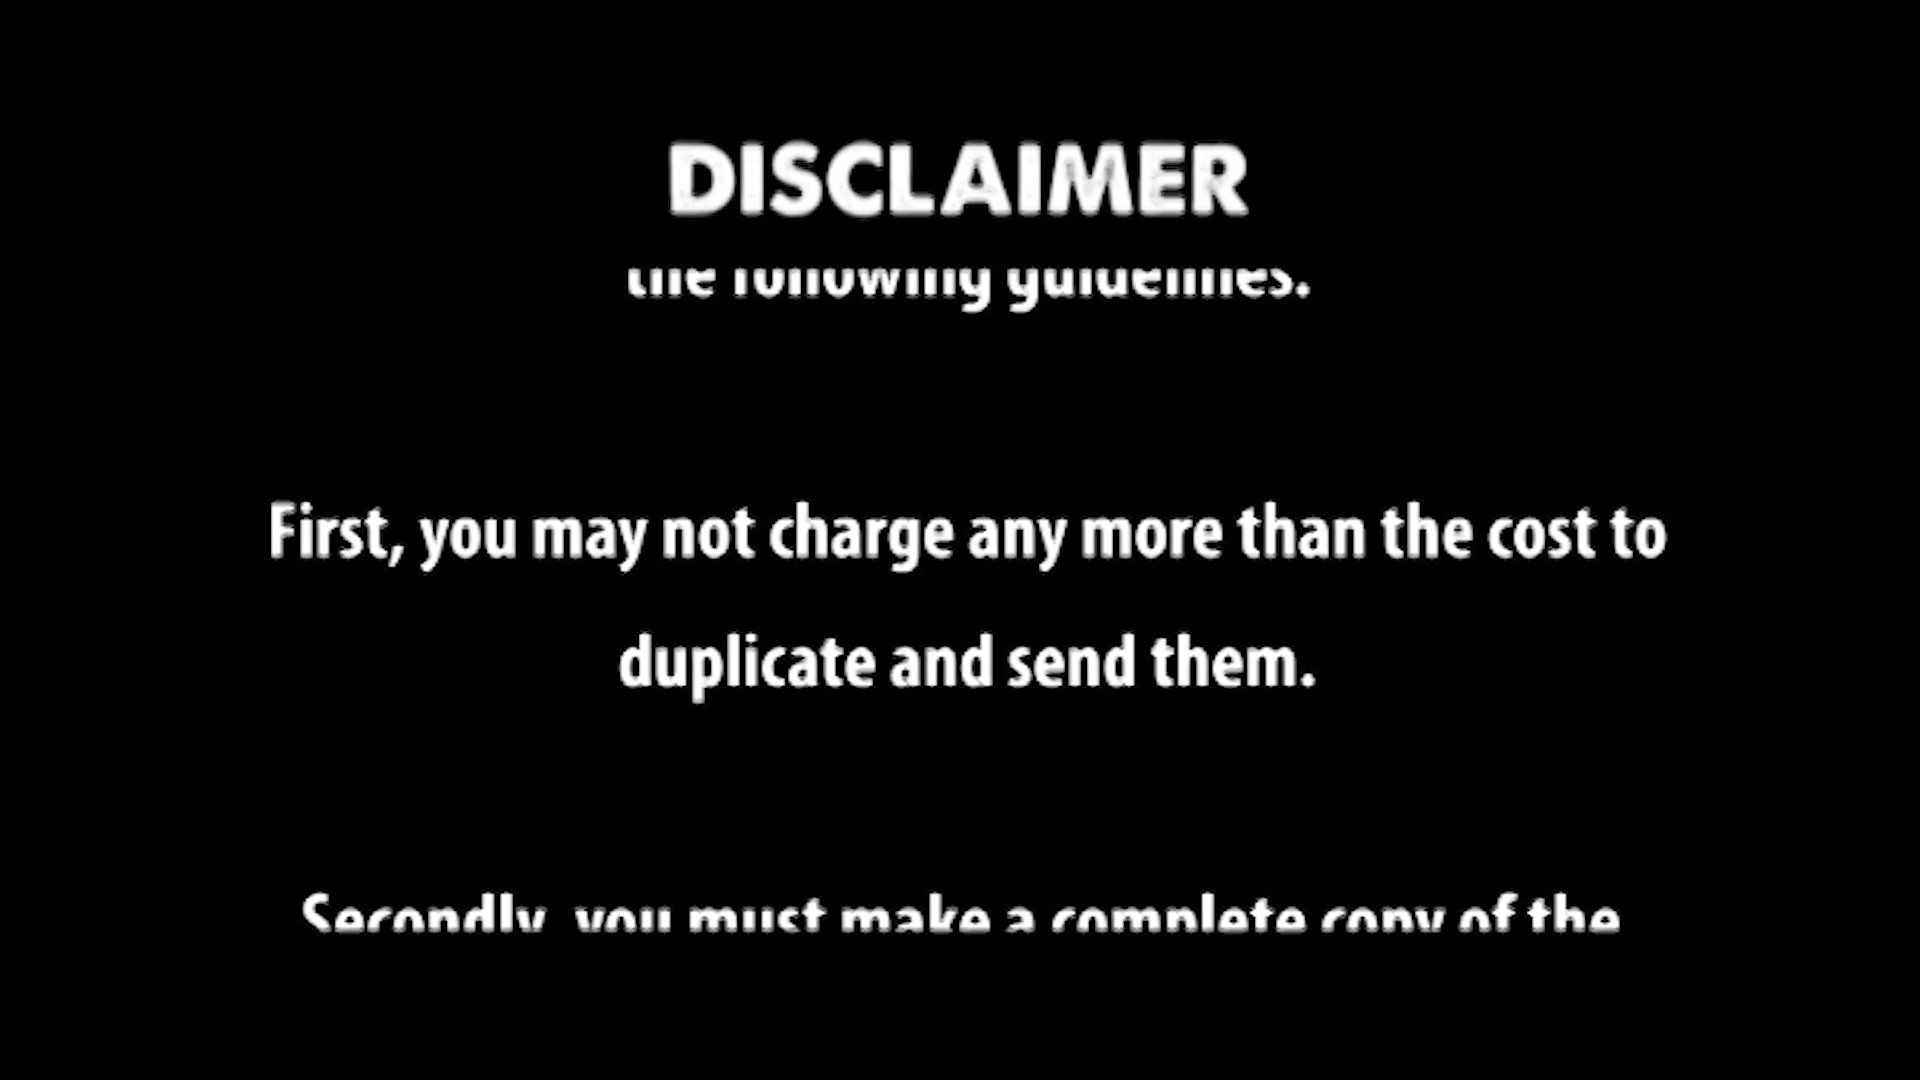 DISCLAIMER
the following guidelines.
First, you may not charge any more than the cost to
duplicate and send them.
Secondly, you must make a complete copy of the